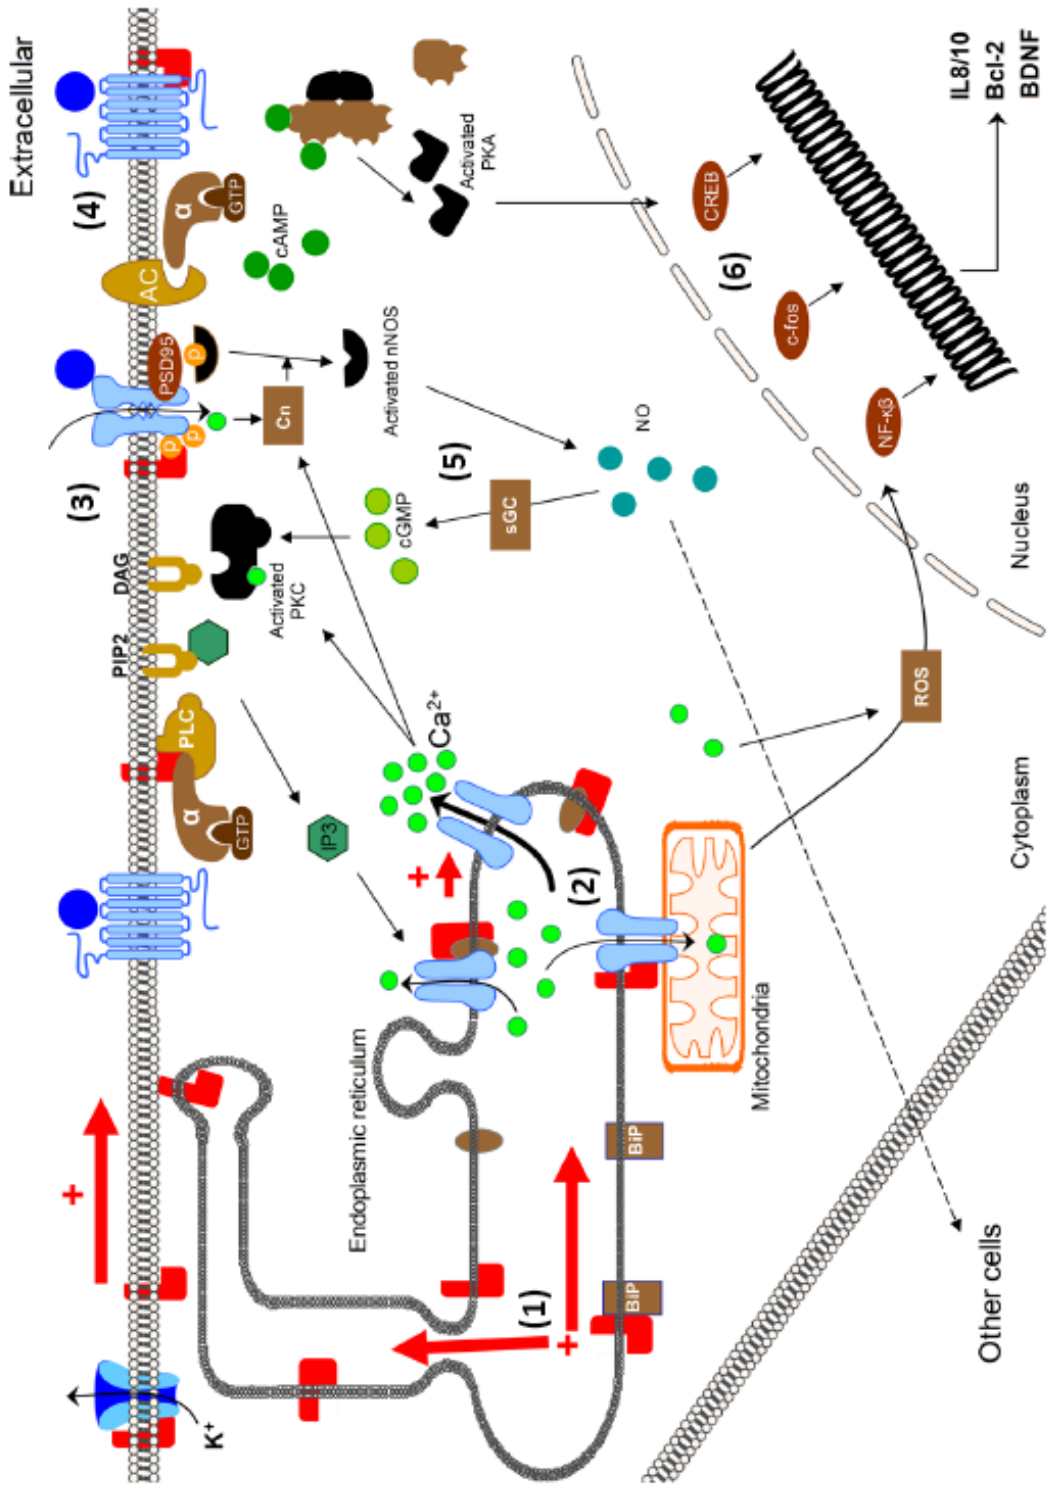 Extracellular
(4)
(3)
+
K⁺
AC
α
GTP
cAMP
Activated
PKA
PSD95
p
p
p
Cn
Activated nNOS
DAG
PIP2
Activated
PKC
cGMP
(5)
sGC
NO
PLC
α
GTP
IP3
Ca²⁺
+
(2)
Endoplasmic reticulum
(1)
+
BiP
BiP
Mitochondria
ROS
CREB
(6)
c-fos
NF-κβ
IL8/10
Bcl-2
BDNF
Nucleus
Cytoplasm
Other cells